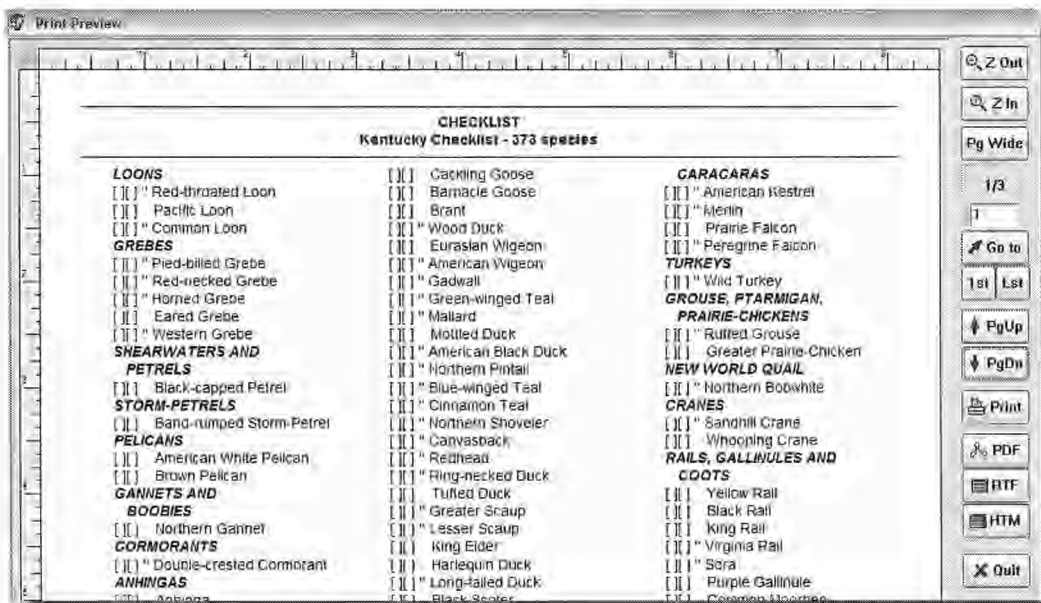 Print Preview
CHECKLIST
Kentucky Checklist - 373 species
LOONS
[ ][ ] " Red-throated Loon
[ ][ ] Pacific Loon
[ ][ ] " Common Loon
GREBES
[ ][ ] " Pied-billed Grebe
[ ][ ] " Red-necked Grebe
[ ][ ] " Horned Grebe
[ ][ ] Eared Grebe
[ ][ ] " Western Grebe
SHEARWATERS AND
PETRELS
[ ][ ] Black-capped Petrel
STORM-PETRELS
[ ][ ] Band-rumped Storm-Petrel
PELICANS
[ ][ ] American White Pelican
[ ][ ] Brown Pelican
GANNETS AND
BOOBIES
[ ][ ] Northern Gannet
CORMORANTS
[ ][ ] " Double-crested Cormorant
ANHINGAS
[ ][ ] Anhinga
[ ][ ] Cackling Goose
[ ][ ] Barnacle Goose
[ ][ ] Brant
[ ][ ] " Wood Duck
[ ][ ] Eurasian Wigeon
[ ][ ] " American Wigeon
[ ][ ] " Gadwall
[ ][ ] " Green-winged Teal
[ ][ ] " Mallard
[ ][ ] Mottled Duck
[ ][ ] " American Black Duck
[ ][ ] " Northern Pintail
[ ][ ] " Blue-winged Teal
[ ][ ] " Cinnamon Teal
[ ][ ] " Northern Shoveler
[ ][ ] " Canvasback
[ ][ ] " Redhead
[ ][ ] " Ring-necked Duck
[ ][ ] Tufted Duck
[ ][ ] " Greater Scaup
[ ][ ] " Lesser Scaup
[ ][ ] King Eider
[ ][ ] Harlequin Duck
[ ][ ] " Long-tailed Duck
[ ][ ] Black Scoter
CARACARAS
[ ][ ] " American Kestrel
[ ][ ] " Merlin
[ ][ ] Prairie Falcon
[ ][ ] " Peregrine Falcon
TURKEYS
[ ][ ] " Wild Turkey
GROUSE, PTARMIGAN,
PRAIRIE-CHICKENS
[ ][ ] " Ruffed Grouse
[ ][ ] Greater Prairie-Chicken
NEW WORLD QUAIL
[ ][ ] " Northern Bobwhite
CRANES
[ ][ ] " Sandhill Crane
[ ][ ] Whooping Crane
RAILS, GALLINULES AND
COOTS
[ ][ ] Yellow Rail
[ ][ ] Black Rail
[ ][ ] King Rail
[ ][ ] " Virginia Rail
[ ][ ] " Sora
[ ][ ] Purple Gallinule
[ ][ ] Common Moorhen
Z Out
Z In
Pg Wide
1/3
1
Go to
1st Lst
PgUp
PgDn
Print
PDF
RTF
HTM
Quit